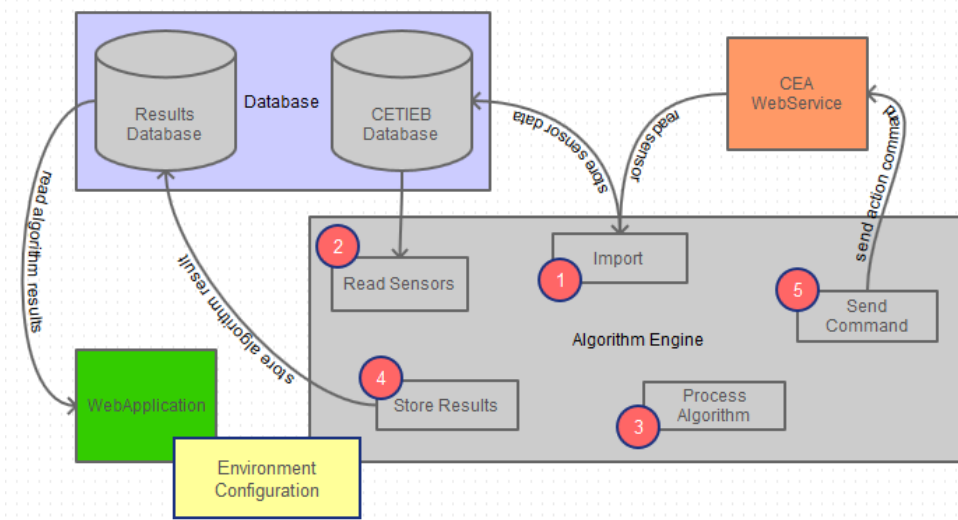 Results
Database
Database
CETIEB
Database
CEA
WebService
store sensor data
read sensor
send action command
read algorithm results
store algorithm result
2
Read Sensors
Import
1
5
Send
Command
Algorithm Engine
4
Store Results
Process
Algorithm
3
WebApplication
Environment
Configuration